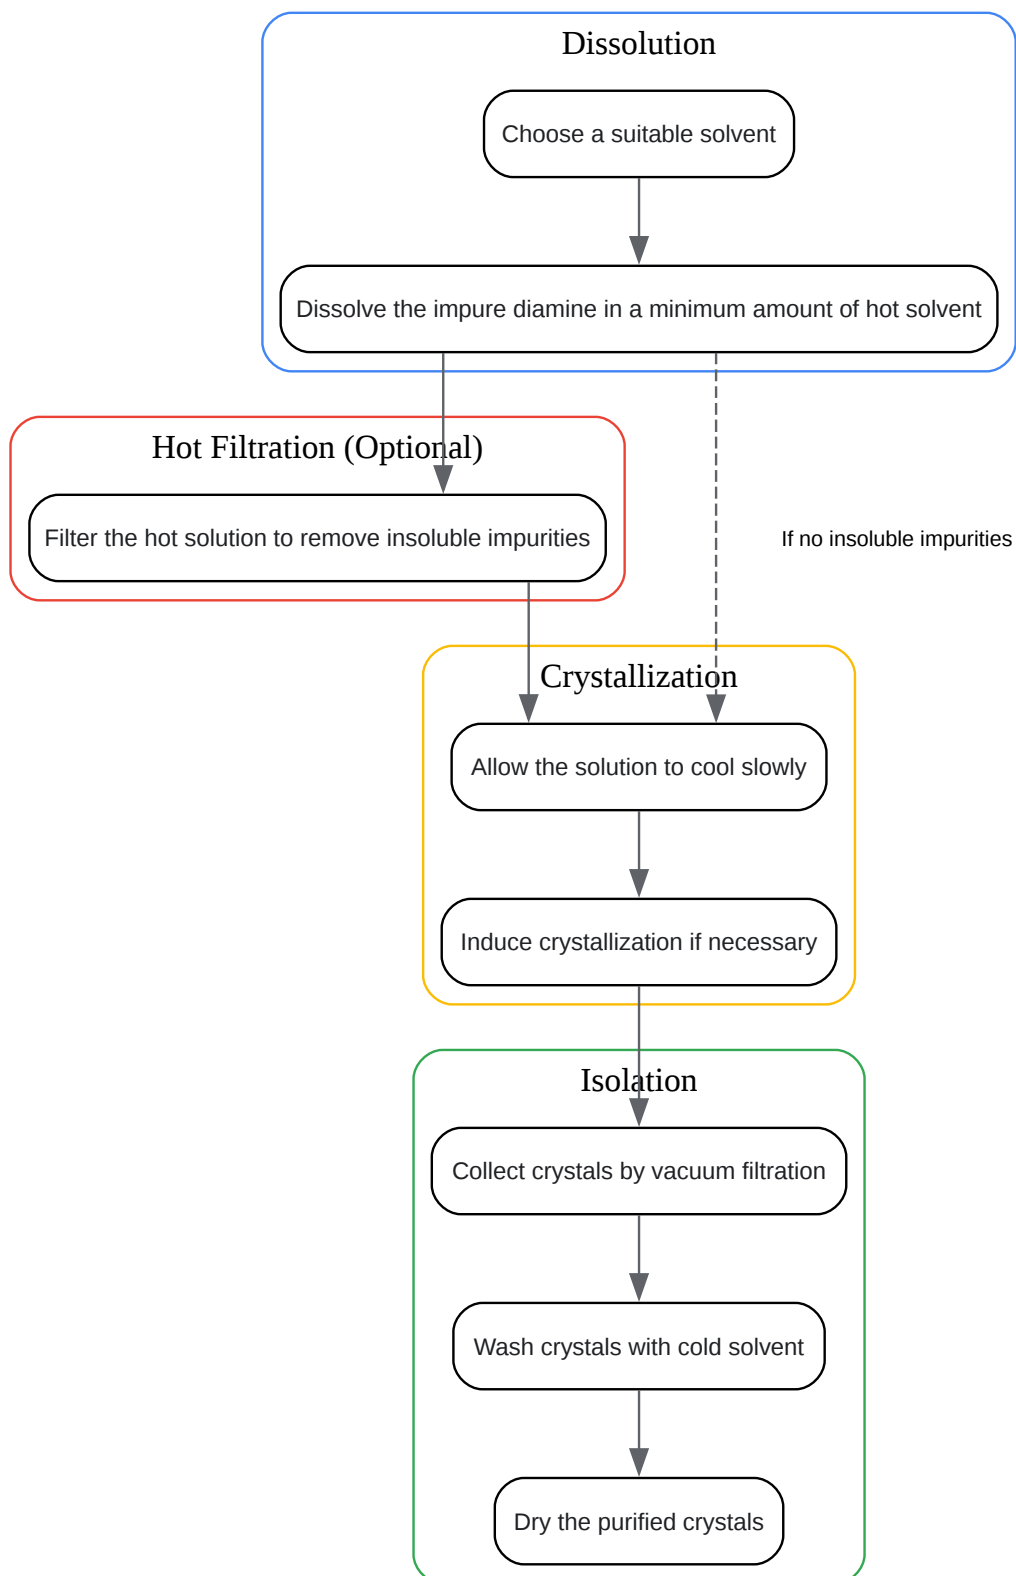 Dissolution
Choose a suitable solvent
Dissolve the impure diamine in a minimum amount of hot solvent
Hot Filtration (Optional)
Filter the hot solution to remove insoluble impurities
If no insoluble impurities
Crystallization
Allow the solution to cool slowly
Induce crystallization if necessary
Isolation
Collect crystals by vacuum filtration
Wash crystals with cold solvent
Dry the purified crystals